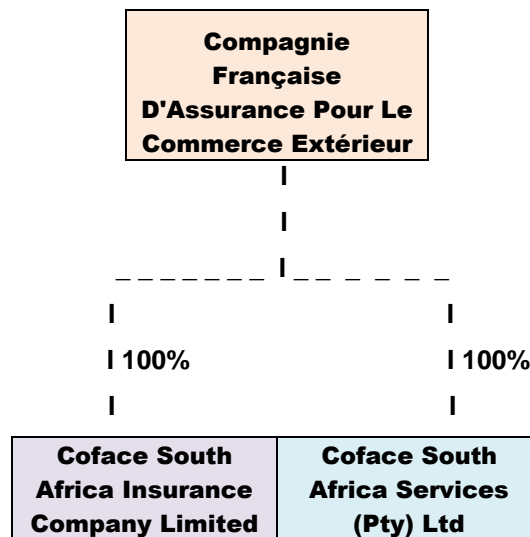 Compagnie
Française
D'Assurance Pour Le
Commerce Extérieur
100% 100%
Coface South
Africa Insurance
Company Limited
Coface South
Africa Services
(Pty) Ltd